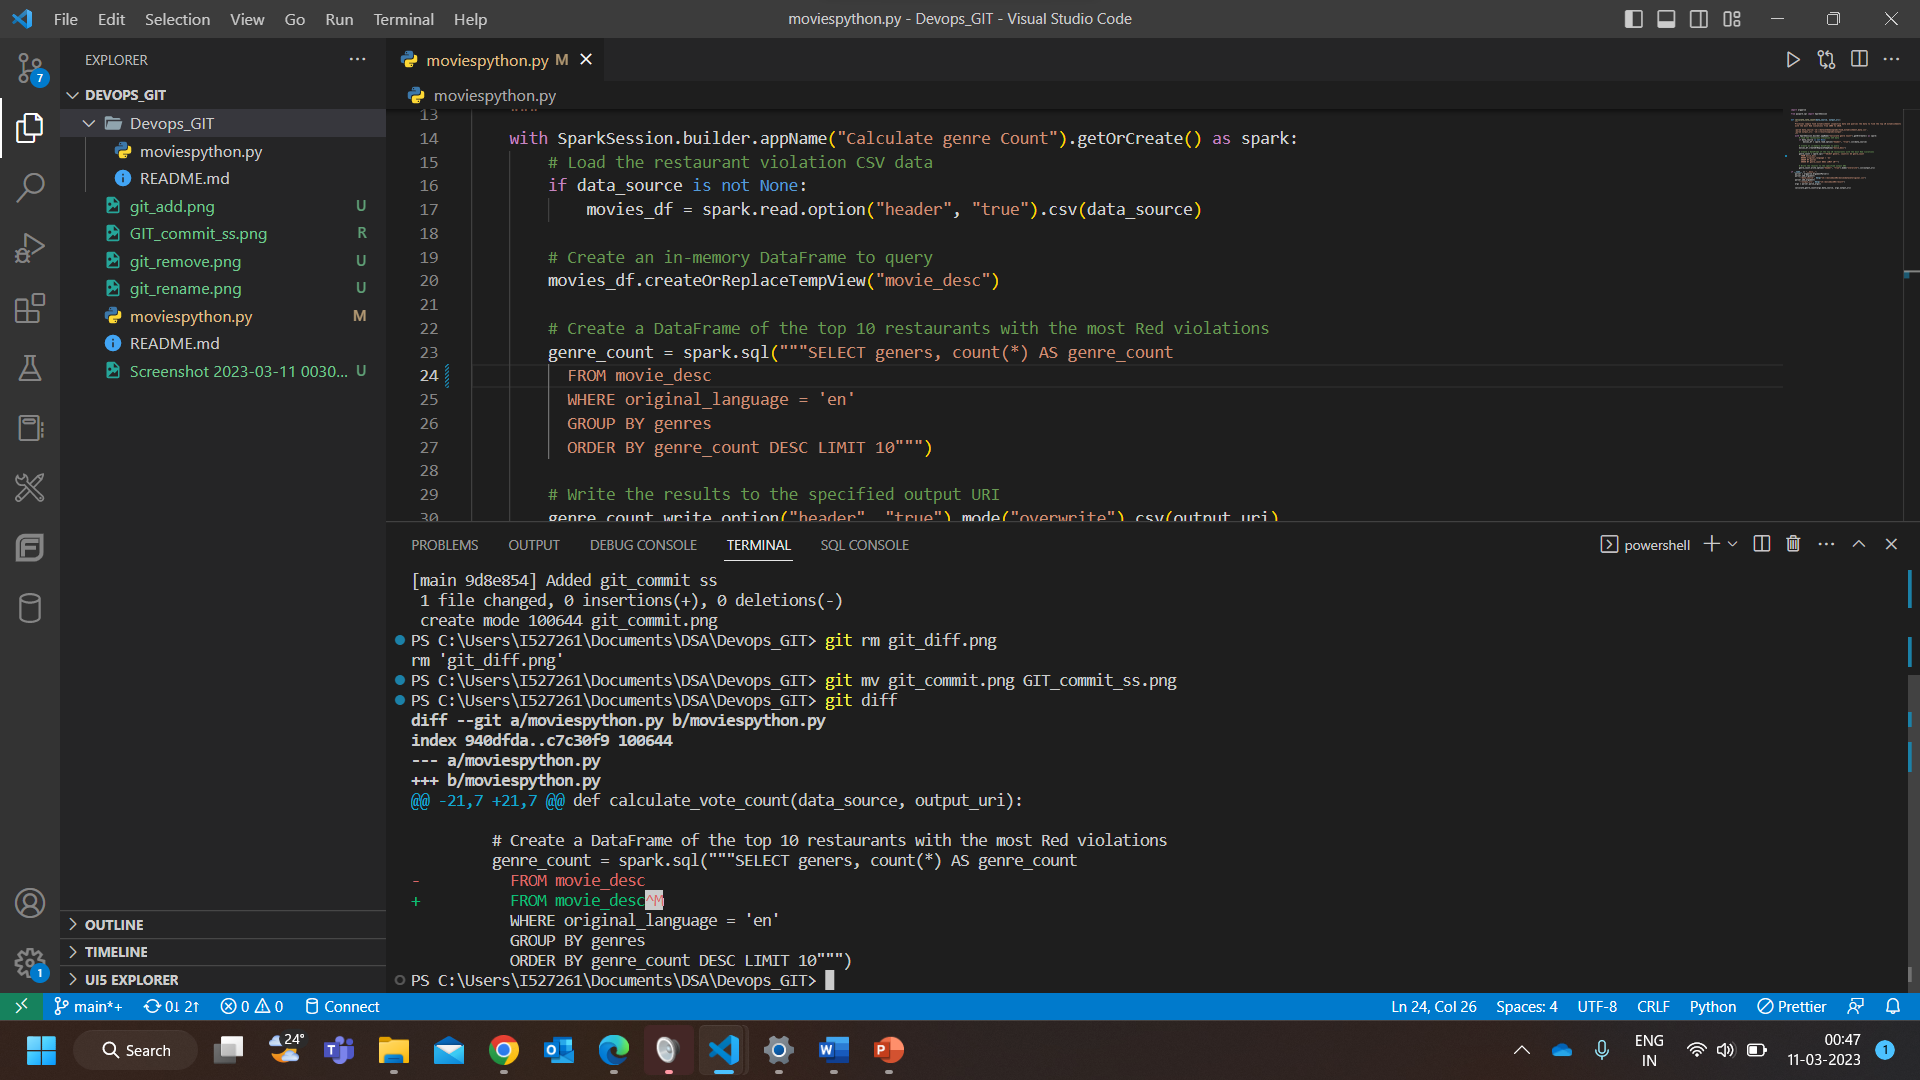 File Edit Selection View Go Run Terminal Help
moviespython.py - Devops_GIT - Visual Studio Code
7
EXPLORER
DEVOPS_GIT
Devops_GIT
moviespython.py
README.md
git_add.png U
GIT_commit_ss.png R
git_remove.png U
git_rename.png U
moviespython.py M
README.md
Screenshot 2023-03-11 0030... U
OUTLINE
TIMELINE
UI5 EXPLORER
1
moviespython.py M
moviespython.py
13 """
14 with SparkSession.builder.appName("Calculate genre Count").getOrCreate() as spark:
15 # Load the restaurant violation CSV data
16 if data_source is not None:
17 movies_df = spark.read.option("header", "true").csv(data_source)
18
19 # Create an in-memory DataFrame to query
20 movies_df.createOrReplaceTempView("movie_desc")
21
22 # Create a DataFrame of the top 10 restaurants with the most Red violations
23 genre_count = spark.sql("""SELECT geners, count(*) AS genre_count
24 FROM movie_desc
25 WHERE original_language = 'en'
26 GROUP BY genres
27 ORDER BY genre_count DESC LIMIT 10""")
28
29 # Write the results to the specified output URI
30 genre_count.write.option("header", "true").mode("overwrite").csv(output_uri)
PROBLEMS OUTPUT DEBUG CONSOLE TERMINAL SQL CONSOLE
powershell
[main 9d8e854] Added git_commit ss
1 file changed, 0 insertions(+), 0 deletions(-)
create mode 100644 git_commit.png
PS C:\Users\I527261\Documents\DSA\Devops_GIT> git rm git_diff.png
rm 'git_diff.png'
PS C:\Users\I527261\Documents\DSA\Devops_GIT> git mv git_commit.png GIT_commit_ss.png
PS C:\Users\I527261\Documents\DSA\Devops_GIT> git diff
diff --git a/moviespython.py b/moviespython.py
index 940dfda..c7c30f9 100644
--- a/moviespython.py
+++ b/moviespython.py
@@ -21,7 +21,7 @@ def calculate_vote_count(data_source, output_uri):
# Create a DataFrame of the top 10 restaurants with the most Red violations
genre_count = spark.sql("""SELECT geners, count(*) AS genre_count
- FROM movie_desc
+ FROM movie_desc^M
WHERE original_language = 'en'
GROUP BY genres
ORDER BY genre_count DESC LIMIT 10""")
PS C:\Users\I527261\Documents\DSA\Devops_GIT>
main*+ 0↓ 2↑ 0 0 Connect
Ln 24, Col 26 Spaces: 4 UTF-8 CRLF Python Prettier
Search
24°
ENG
IN
00:47
11-03-2023
1